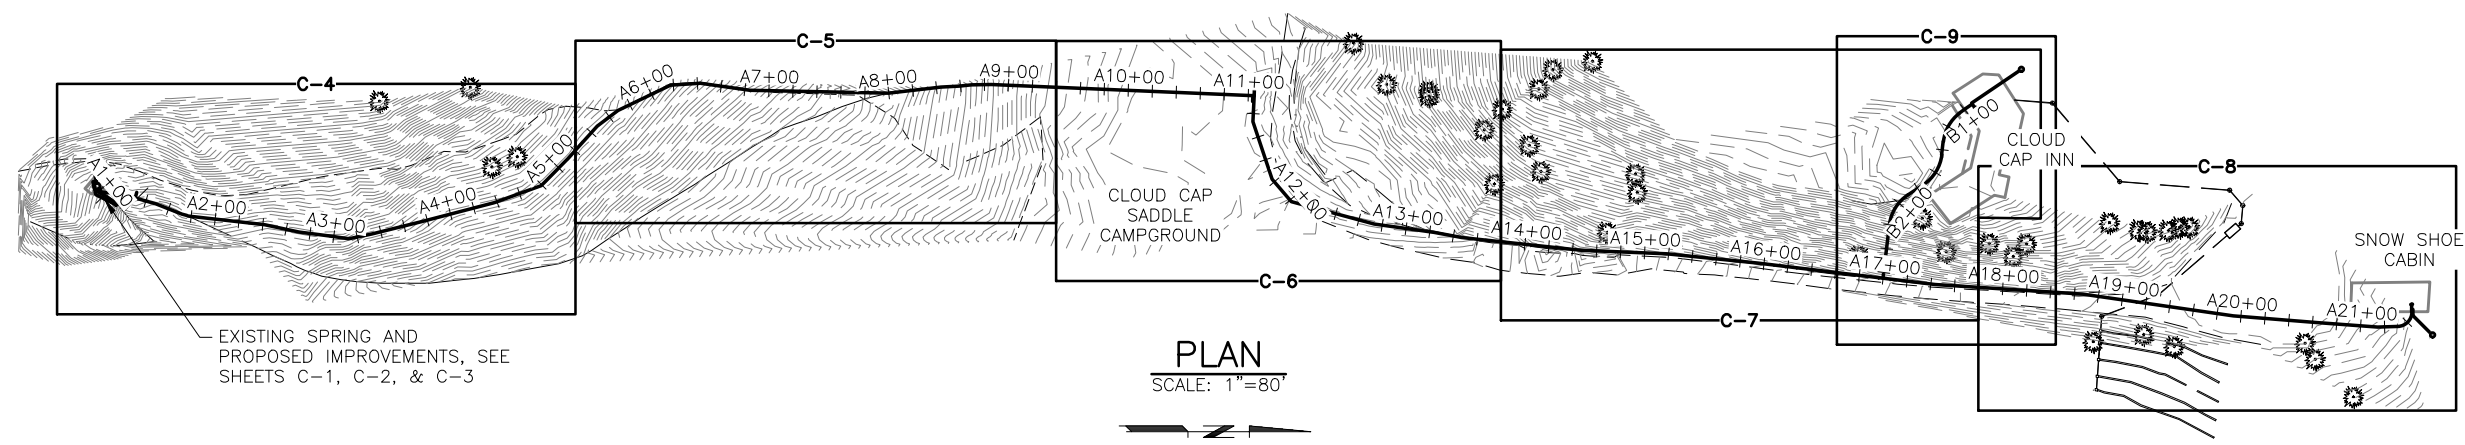 C-4
C-5
C-9
C-8
C-6
C-7
A1+00
A2+00
A3+00
A4+00
A5+00
A6+00
A7+00
A8+00
A9+00
A10+00
A11+00
A12+00
A13+00
A14+00
A15+00
A16+00
A17+00
A18+00
A19+00
A20+00
A21+00
B1+00
B2+00
CLOUD CAP
SADDLE
CAMPGROUND
CLOUD
CAP INN
SNOW SHOE
CABIN
EXISTING SPRING AND
PROPOSED IMPROVEMENTS, SEE
SHEETS C-1, C-2, & C-3
PLAN
SCALE: 1"=80'
N